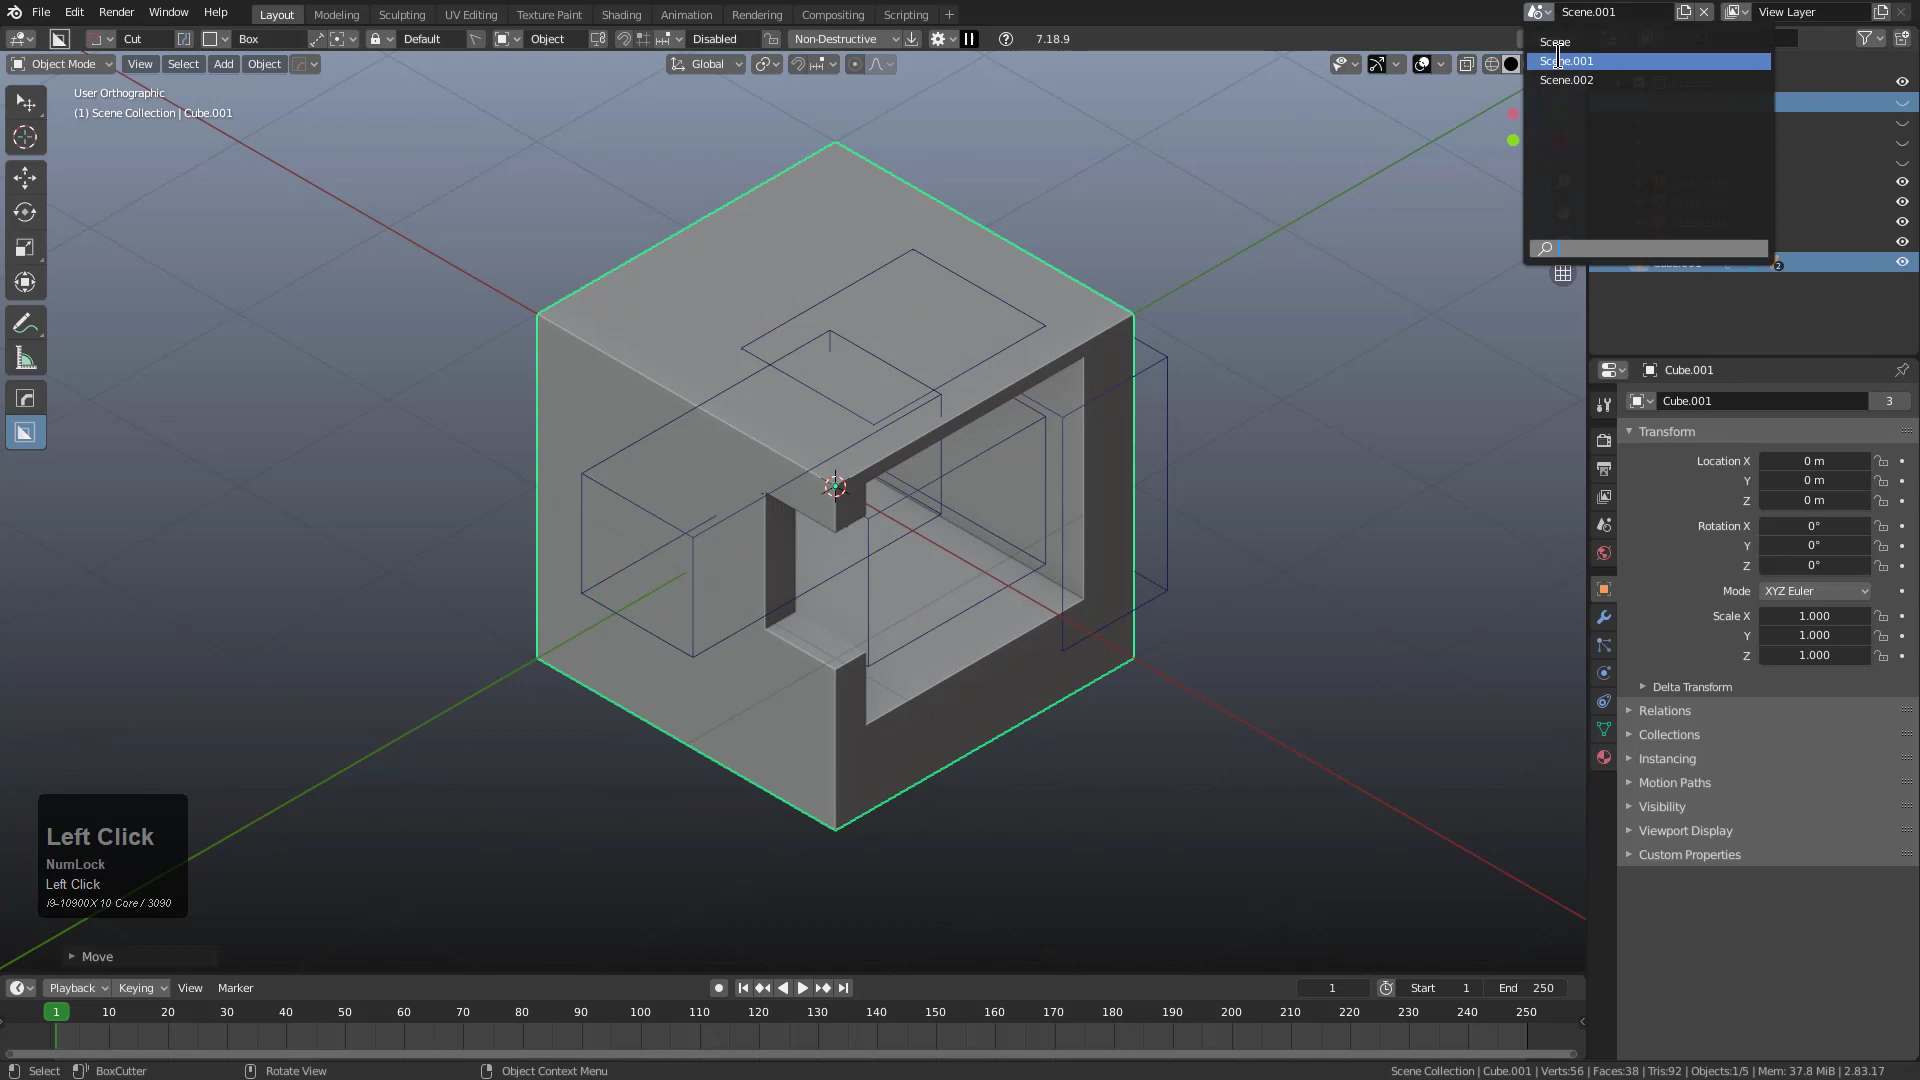 File Edit Render Window Help
Layout Modeling Sculpting UV Editing Texture Paint Shading Animation Rendering Compositing Scripting +
Scene.001
View Layer
Cut Box Default Object Disabled Non-Destructive 7.18.9
Object Mode View Select Add Object
Global
Scene
Scene.001
Scene.002
User Orthographic
(1) Scene Collection | Cube.001
2
Cube.001
Cube.001 3
Transform
Location X 0 m
Y 0 m
Z 0 m
Rotation X 0°
Y 0°
Z 0°
Mode XYZ Euler
Scale X 1.000
Y 1.000
Z 1.000
Delta Transform
Relations
Collections
Instancing
Motion Paths
Visibility
Viewport Display
Custom Properties
Left Click
NumLock
Left Click
i9-10900X 10 Core / 3090
Move
Playback Keying View Marker
1 Start 1 End 250
1 10 20 30 40 50 60 70 80 90 100 110 120 130 140 150 160 170 180 190 200 210 220 230 240 250
Select BoxCutter Rotate View Object Context Menu
Scene Collection | Cube.001 | Verts:56 | Faces:38 | Tris:92 | Objects:1/5 | Mem: 37.8 MiB | 2.83.17